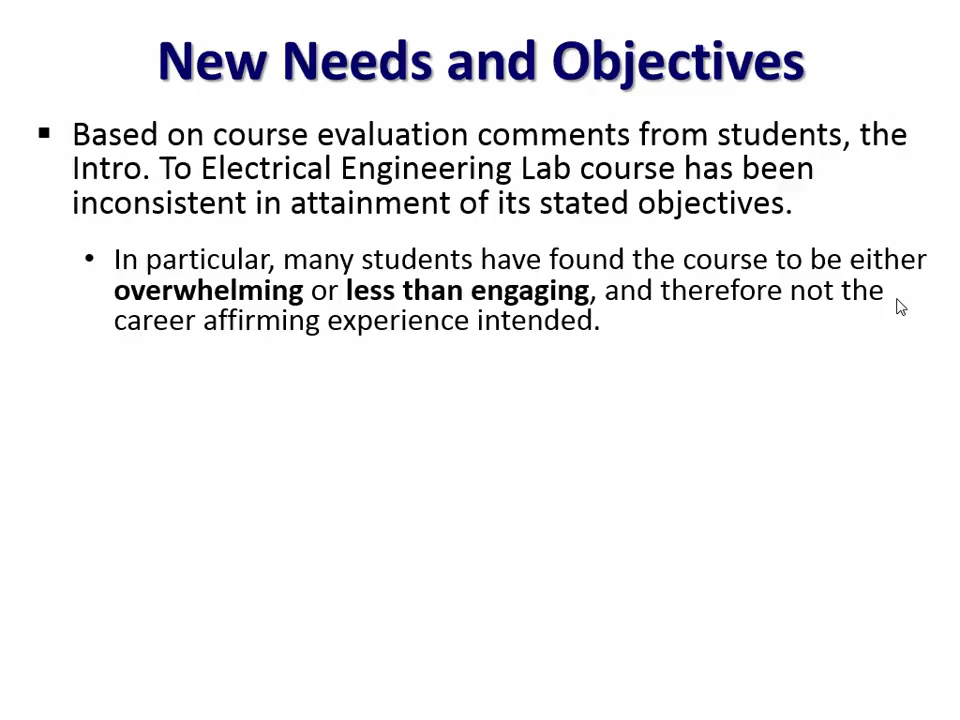 New Needs and Objectives
▪ Based on course evaluation comments from students, the
Intro. To Electrical Engineering Lab course has been
inconsistent in attainment of its stated objectives.
• In particular, many students have found the course to be either
overwhelming or less than engaging, and therefore not the
career affirming experience intended.